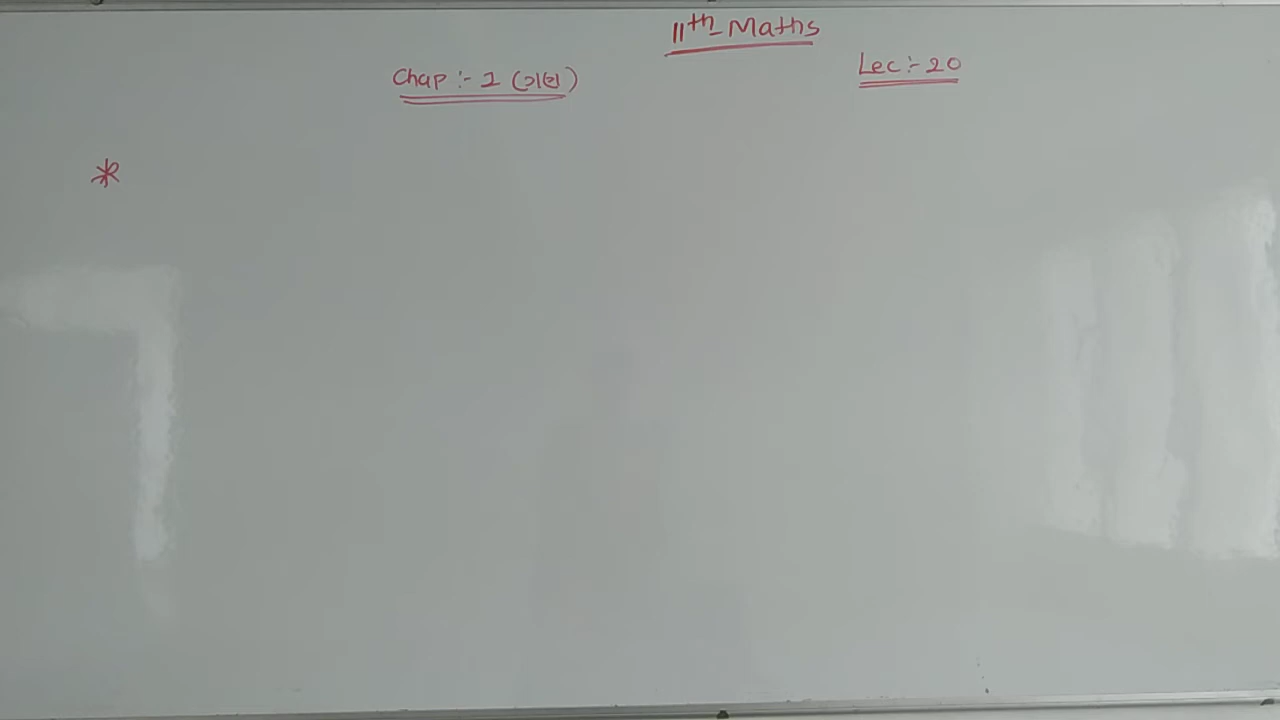 11th Maths
Chap :- 1 (ગણ)
Lec :- 20
*